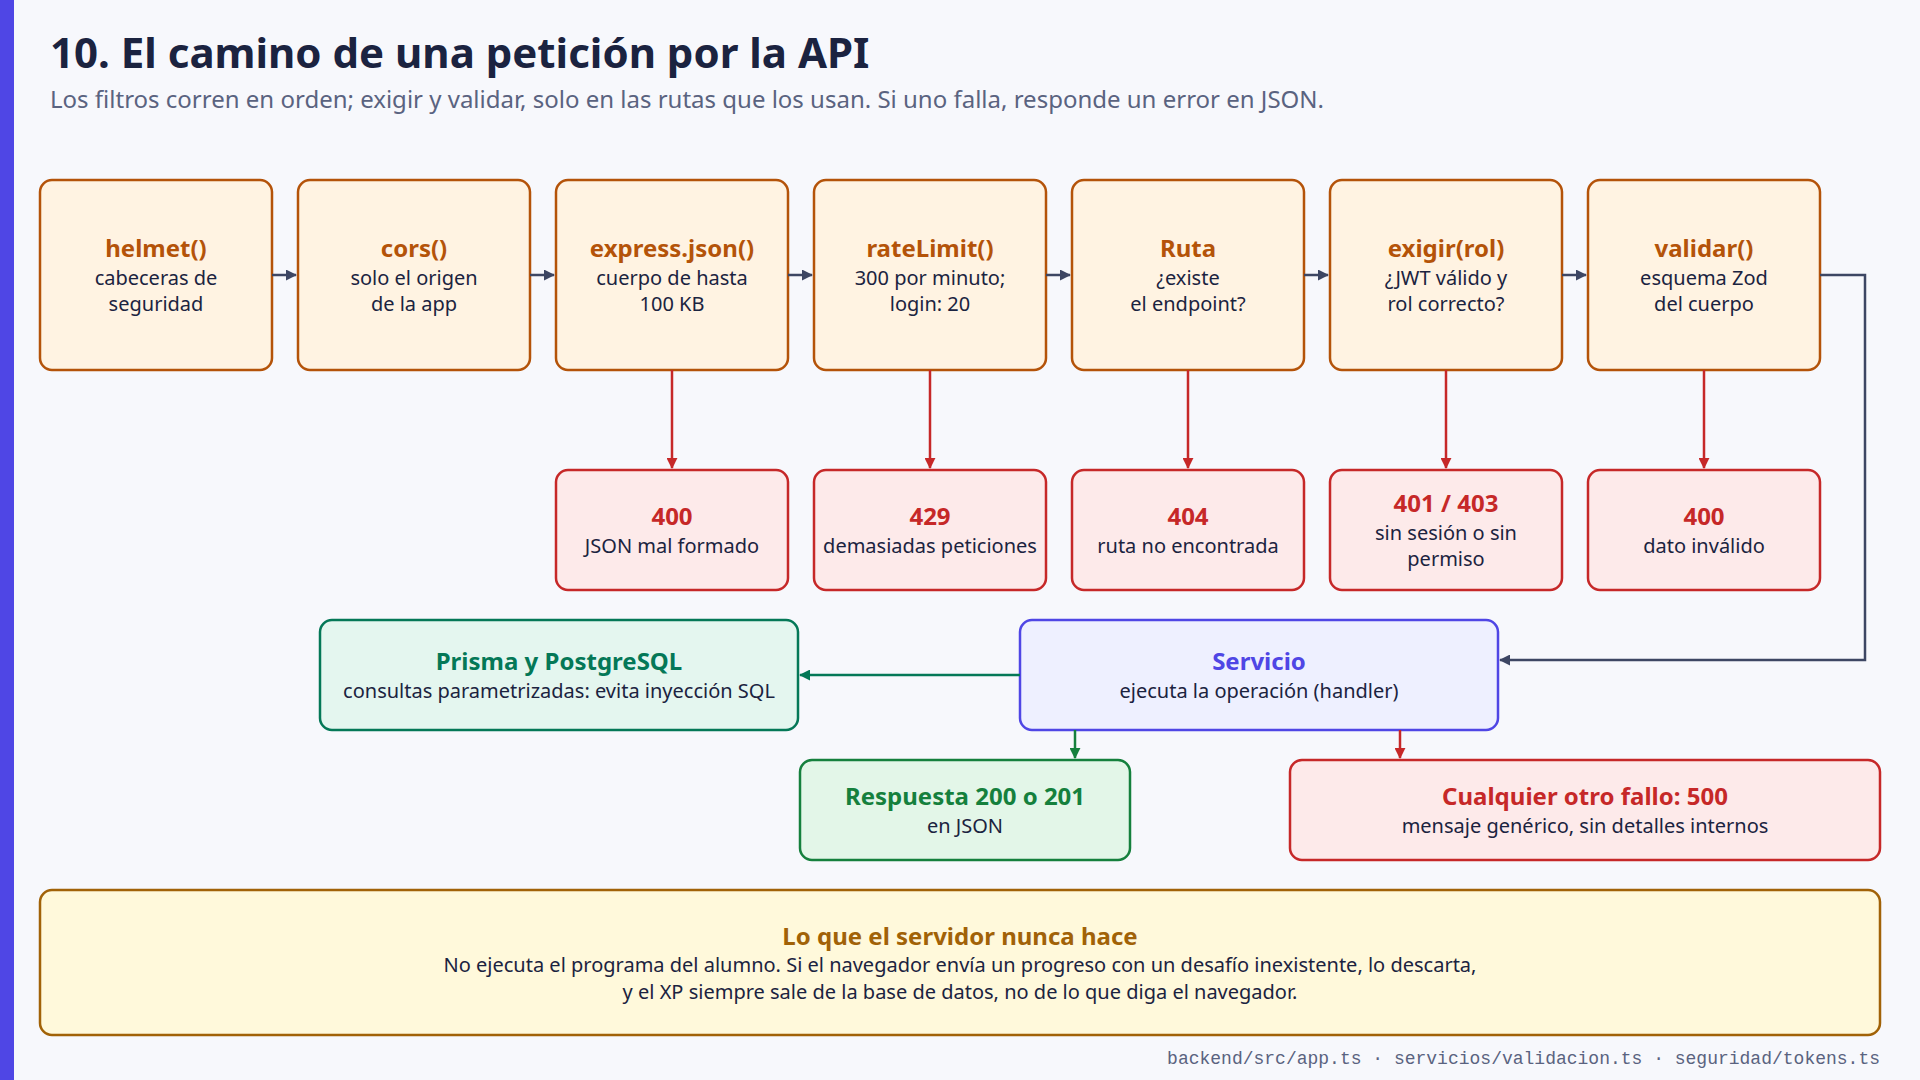 10. El camino de una petición por la API
Los filtros corren en orden; exigir y validar, solo en las rutas que los usan. Si uno falla, responde un error en JSON.
helmet()
cabeceras de
seguridad
cors()
solo el origen
de la app
express.json()
cuerpo de hasta
100 KB
rateLimit()
300 por minuto;
login: 20
Ruta
¿existe
el endpoint?
exigir(rol)
¿JWT válido y
rol correcto?
validar()
esquema Zod
del cuerpo
400
JSON mal formado
429
demasiadas peticiones
404
ruta no encontrada
401 / 403
sin sesión o sin
permiso
400
dato inválido
Prisma y PostgreSQL
consultas parametrizadas: evita inyección SQL
Servicio
ejecuta la operación (handler)
Respuesta 200 o 201
en JSON
Cualquier otro fallo: 500
mensaje genérico, sin detalles internos
Lo que el servidor nunca hace
No ejecuta el programa del alumno. Si el navegador envía un progreso con un desafío inexistente, lo descarta,
y el XP siempre sale de la base de datos, no de lo que diga el navegador.
backend/src/app.ts · servicios/validacion.ts · seguridad/tokens.ts